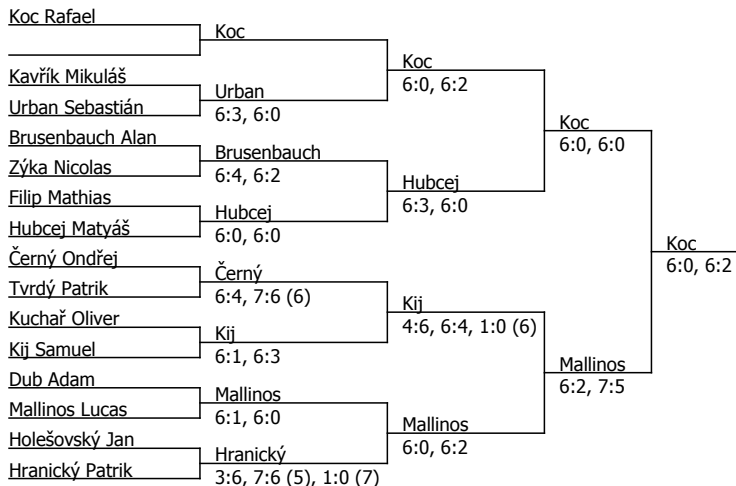 Koc Rafael
Koc
Koc
6:0, 6:2
Kavřík Mikuláš
Urban
6:3, 6:0
Urban Sebastián
Koc
6:0, 6:0
Brusenbauch Alan
Brusenbauch
6:4, 6:2
Zýka Nicolas
Hubcej
6:3, 6:0
Filip Mathias
Hubcej
6:0, 6:0
Hubcej Matyáš
Koc
6:0, 6:2
Černý Ondřej
Černý
6:4, 7:6 (6)
Tvrdý Patrik
Kij
4:6, 6:4, 1:0 (6)
Kuchař Oliver
Kij
6:1, 6:3
Kij Samuel
Mallinos
6:2, 7:5
Dub Adam
Mallinos
6:1, 6:0
Mallinos Lucas
Mallinos
6:0, 6:2
Holešovský Jan
Hranický
3:6, 7:6 (5), 1:0 (7)
Hranický Patrik